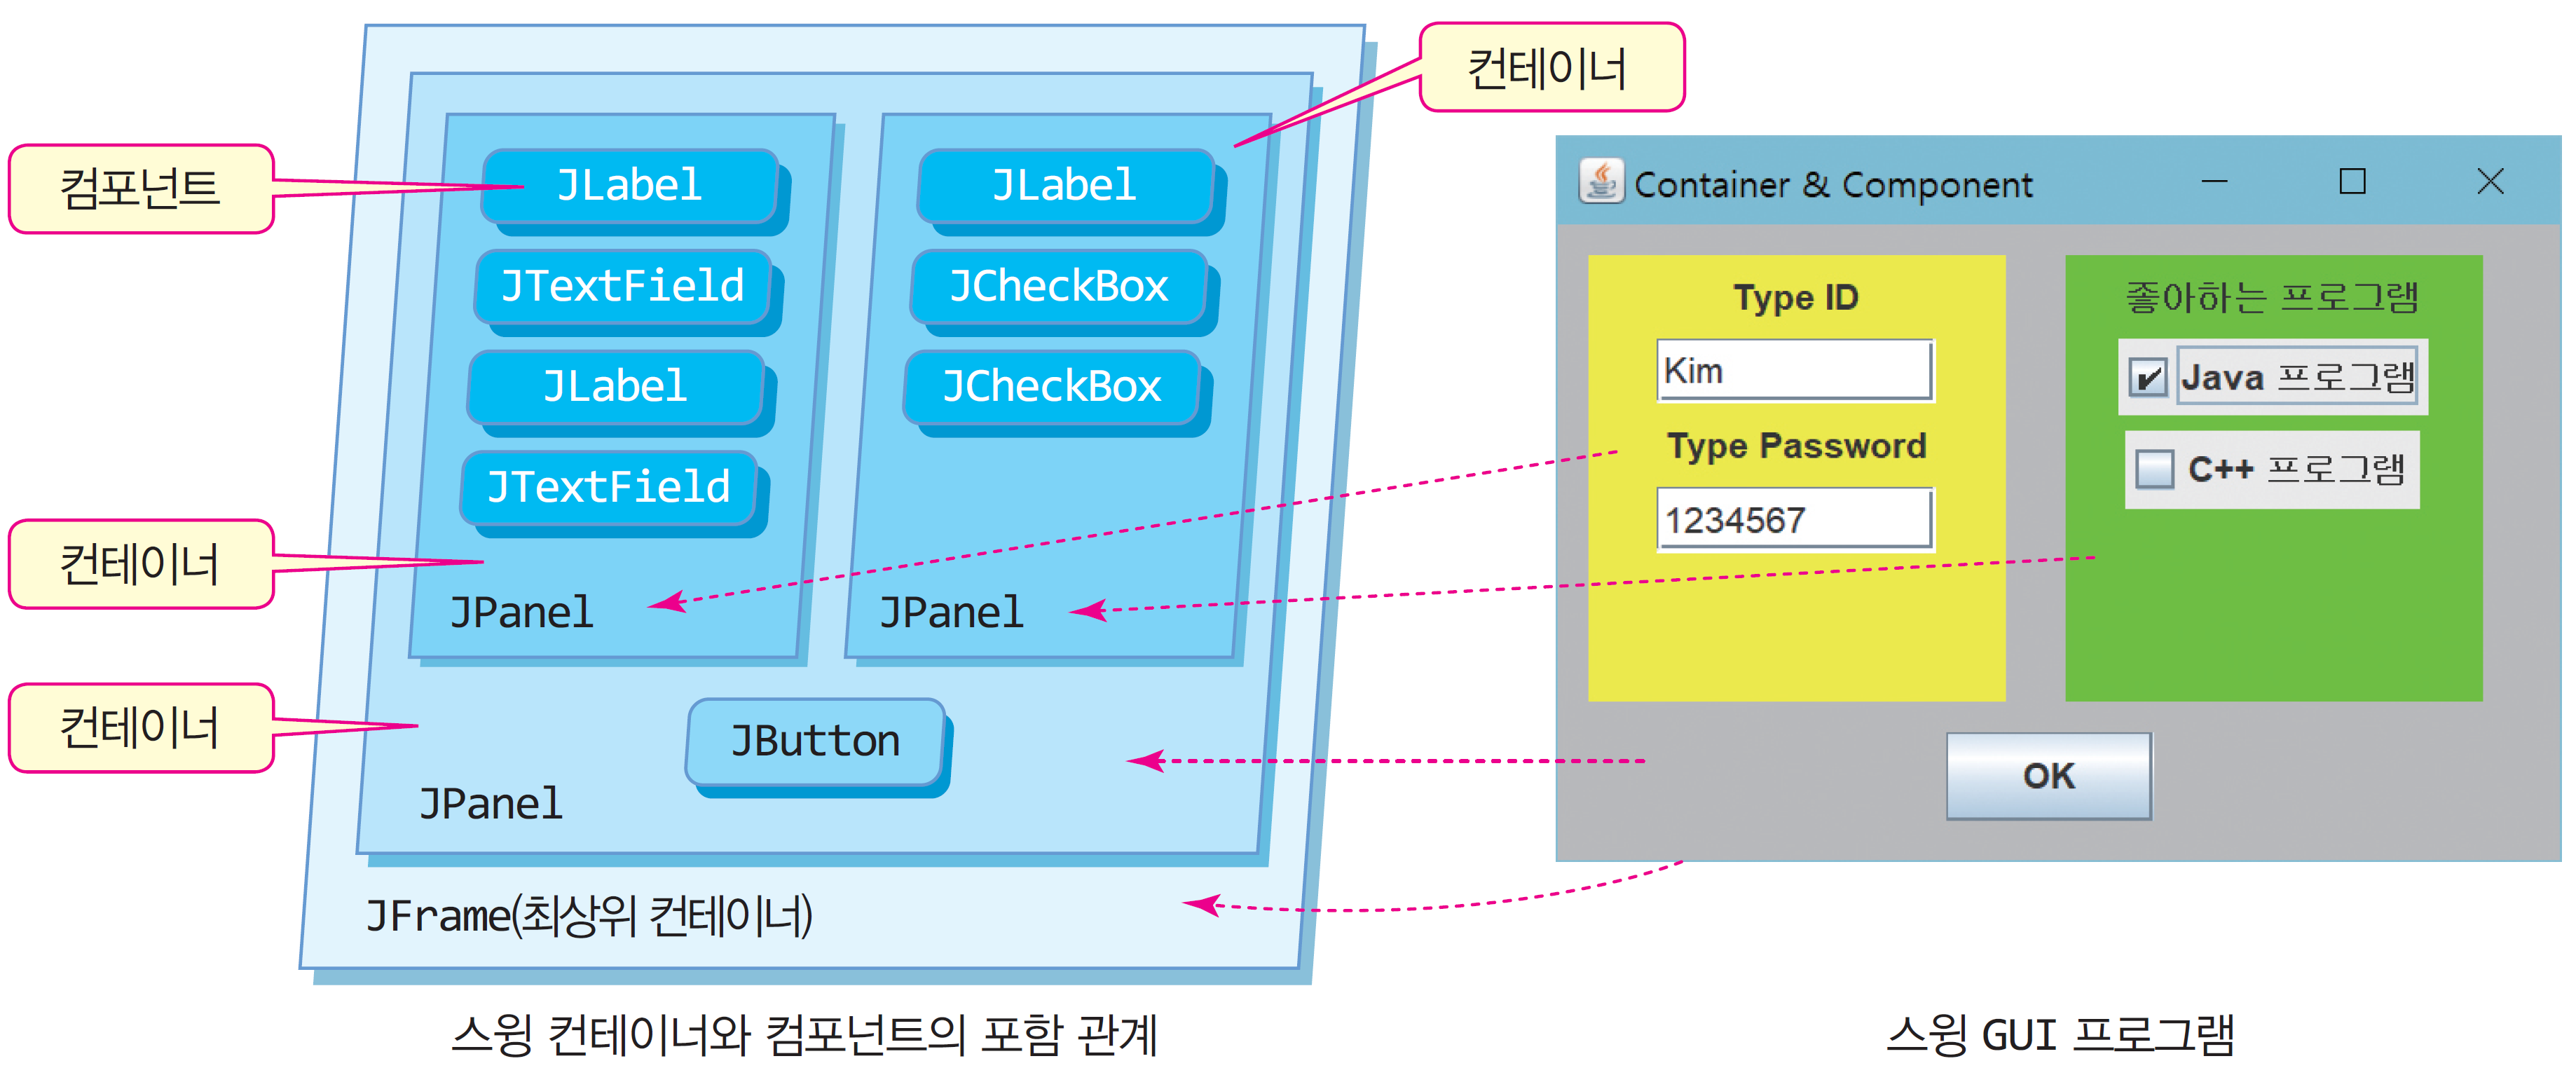 컨테이너
컴포넌트
JLabel
JTextField
JLabel
JTextField
JPanel
JLabel
JCheckBox
JCheckBox
JPanel
컨테이너
컨테이너
JButton
JPanel
JFrame(최상위 컨테이너)
스윙 컨테이너와 컴포넌트의 포함 관계
Container & Component
Type ID
Kim
Type Password
1234567
좋아하는 프로그램
Java 프로그램
C++ 프로그램
OK
스윙 GUI 프로그램